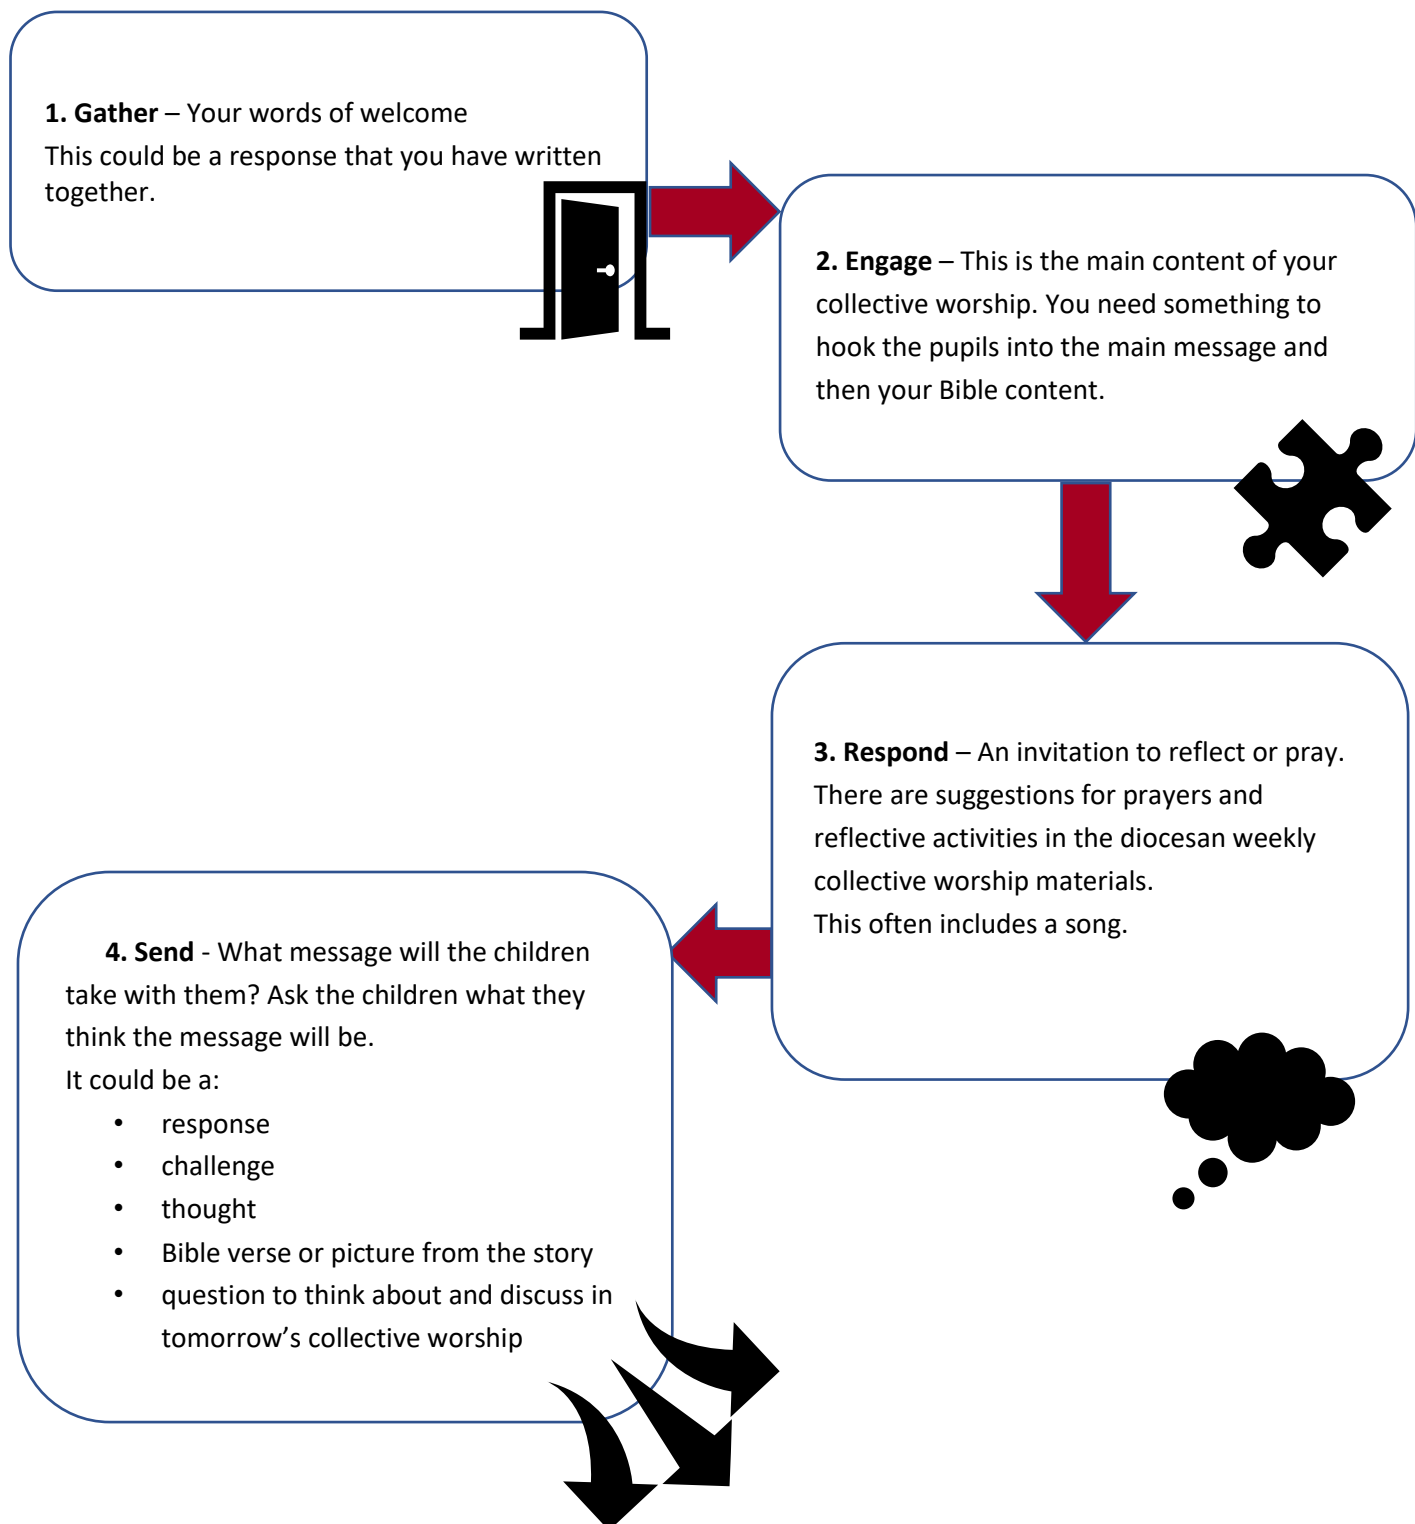 1. Gather – Your words of welcome
This could be a response that you have written
together.
2. Engage – This is the main content of your
collective worship. You need something to
hook the pupils into the main message and
then your Bible content.
3. Respond – An invitation to reflect or pray.
There are suggestions for prayers and
reflective activities in the diocesan weekly
collective worship materials.
This often includes a song.
4. Send - What message will the children
take with them? Ask the children what they
think the message will be.
It could be a:
• response
• challenge
• thought
• Bible verse or picture from the story
• question to think about and discuss in
tomorrow’s collective worship